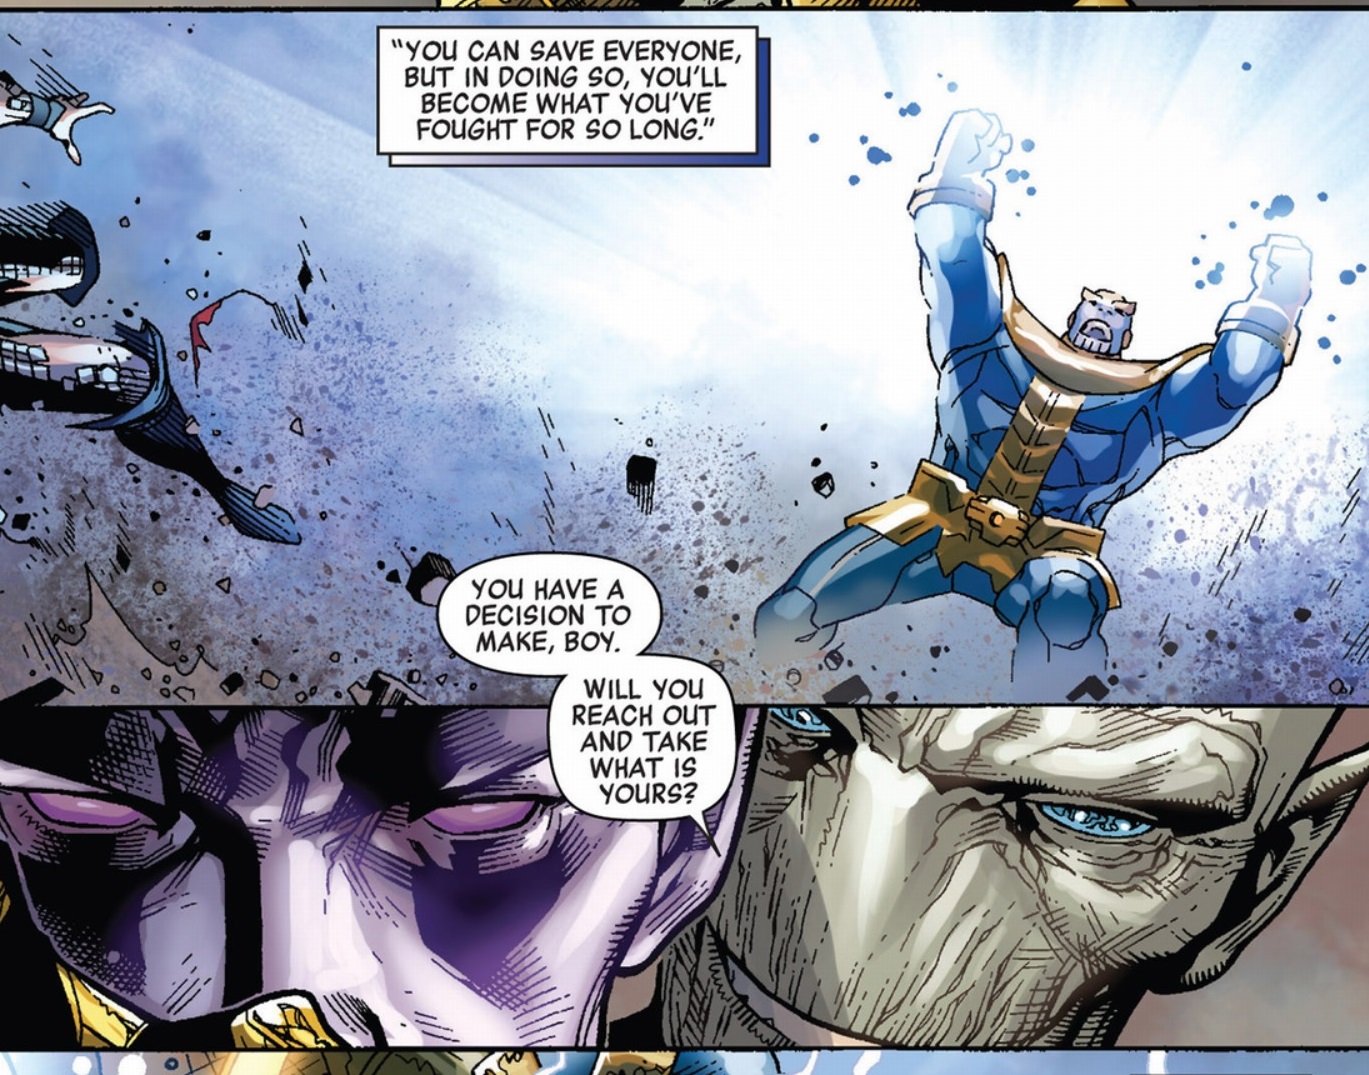 "YOU CAN SAVE EVERYONE,
BUT IN DOING SO, YOU'LL
BECOME WHAT YOU'VE
FOUGHT FOR SO LONG."
YOU HAVE A
DECISION TO
MAKE, BOY.
WILL YOU
REACH OUT
AND TAKE
WHAT IS
YOURS?